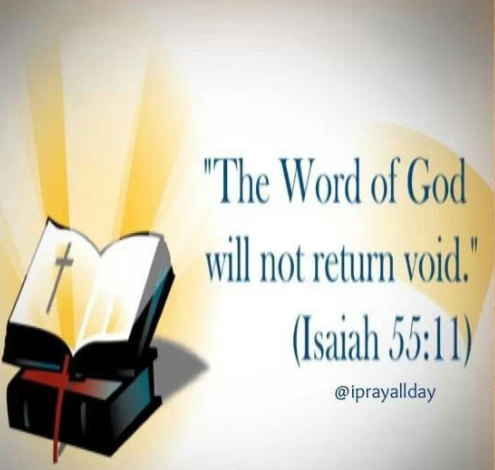 "The Word of God
will not return void."
(Isaiah 55:11)
@iprayallday